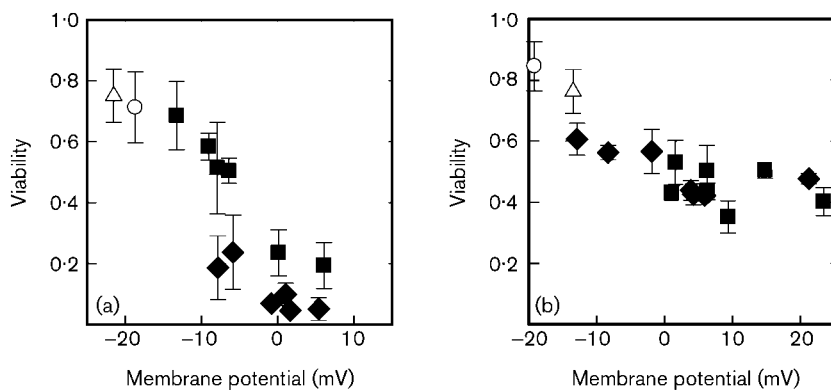 1·0
0·8
0·6
0·4
0·2
Viability
(a)
−20 −10 0 10
Membrane potential (mV)
1·0
0·8
0·6
0·4
0·2
Viability
(b)
−20 −10 0 10 20
Membrane potential (mV)